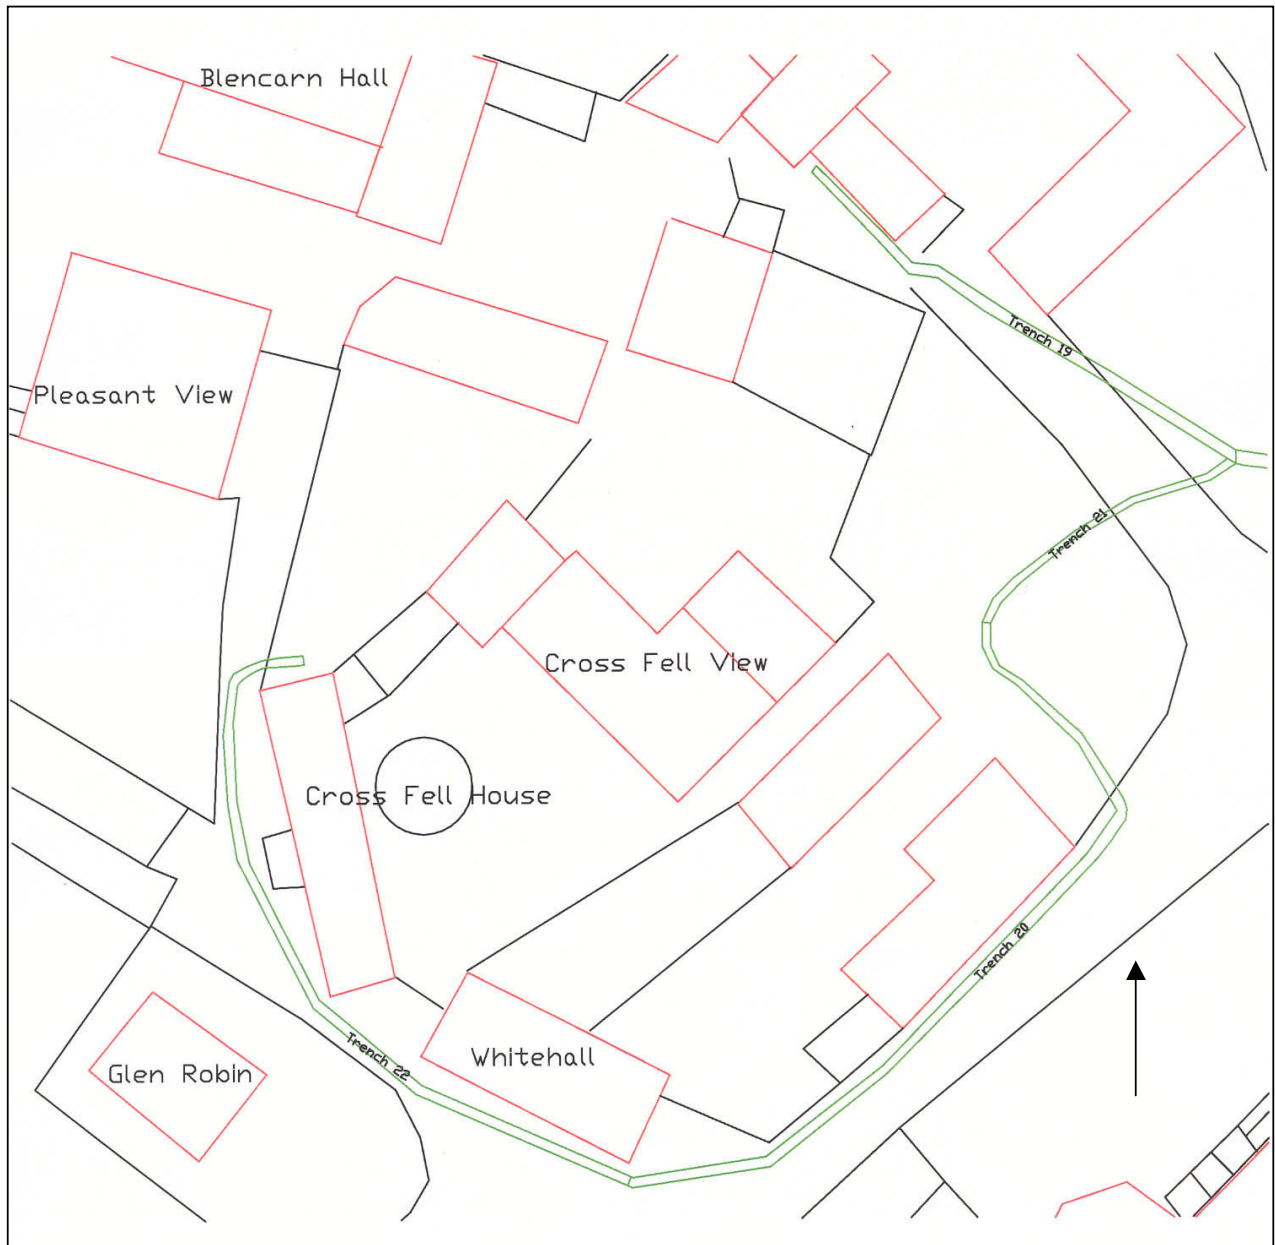 Blencarn Hall
Trench 19
Pleasant View
Trench 21
Cross Fell View
Cross Fell House
Trench 20
Trench 22
Whitehall
Glen Robin